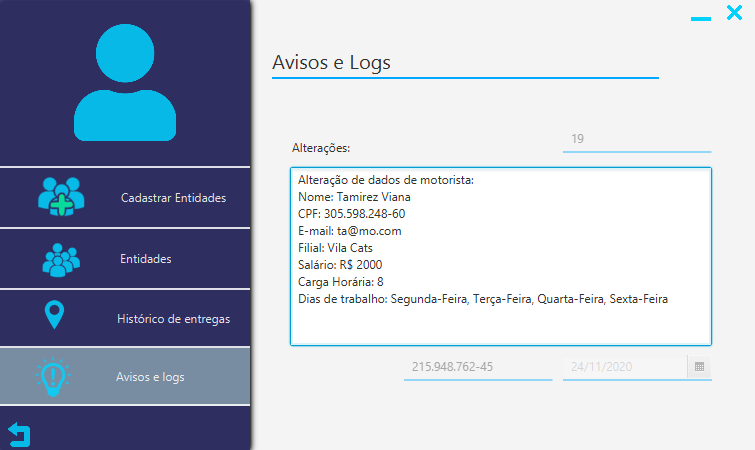 Avisos e Logs
19
Alterações:
Alteração de dados de motorista:
Nome: Tamirez Viana
CPF: 305.598.248-60
E-mail: ta@mo.com
Filial: Vila Cats
Salário: R$ 2000
Carga Horária: 8
Dias de trabalho: Segunda-Feira, Terça-Feira, Quarta-Feira, Sexta-Feira
215.948.762-45
24/11/2020
Cadastrar Entidades
Entidades
Histórico de entregas
Avisos e logs